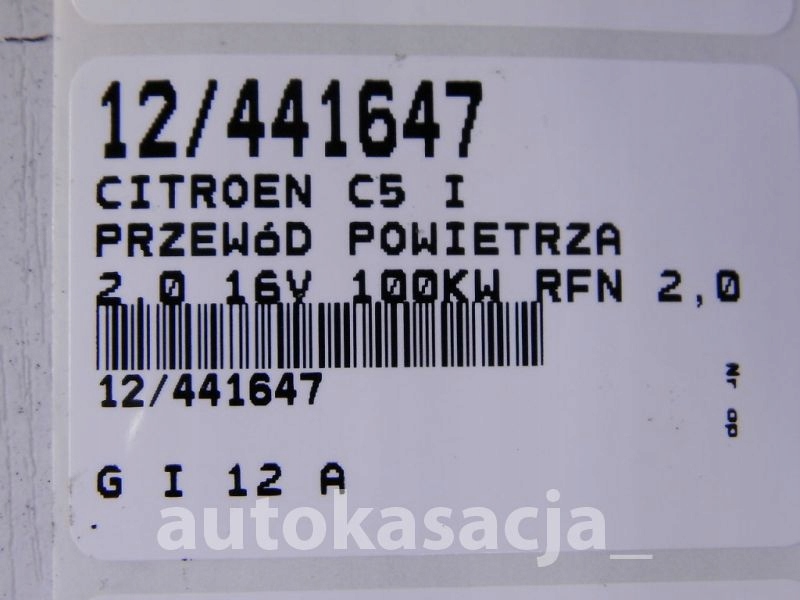 12/441647
CITROEN C5 I
PRZEWóD POWIETRZA
2,0 16V 100KW RFN 2,0
12/441647
Nr op
G I 12 A
autokasacja_